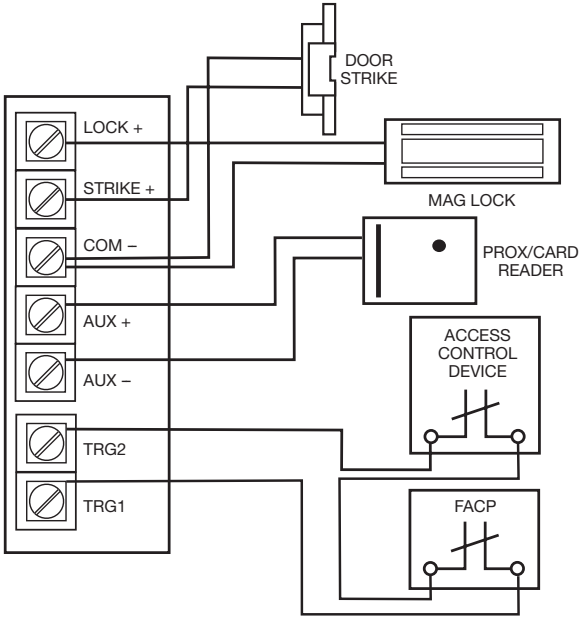 DOOR
STRIKE
LOCK +
STRIKE +
MAG LOCK
COM –
PROX/CARD
READER
AUX +
ACCESS
CONTROL
DEVICE
AUX –
TRG2
TRG1
FACP